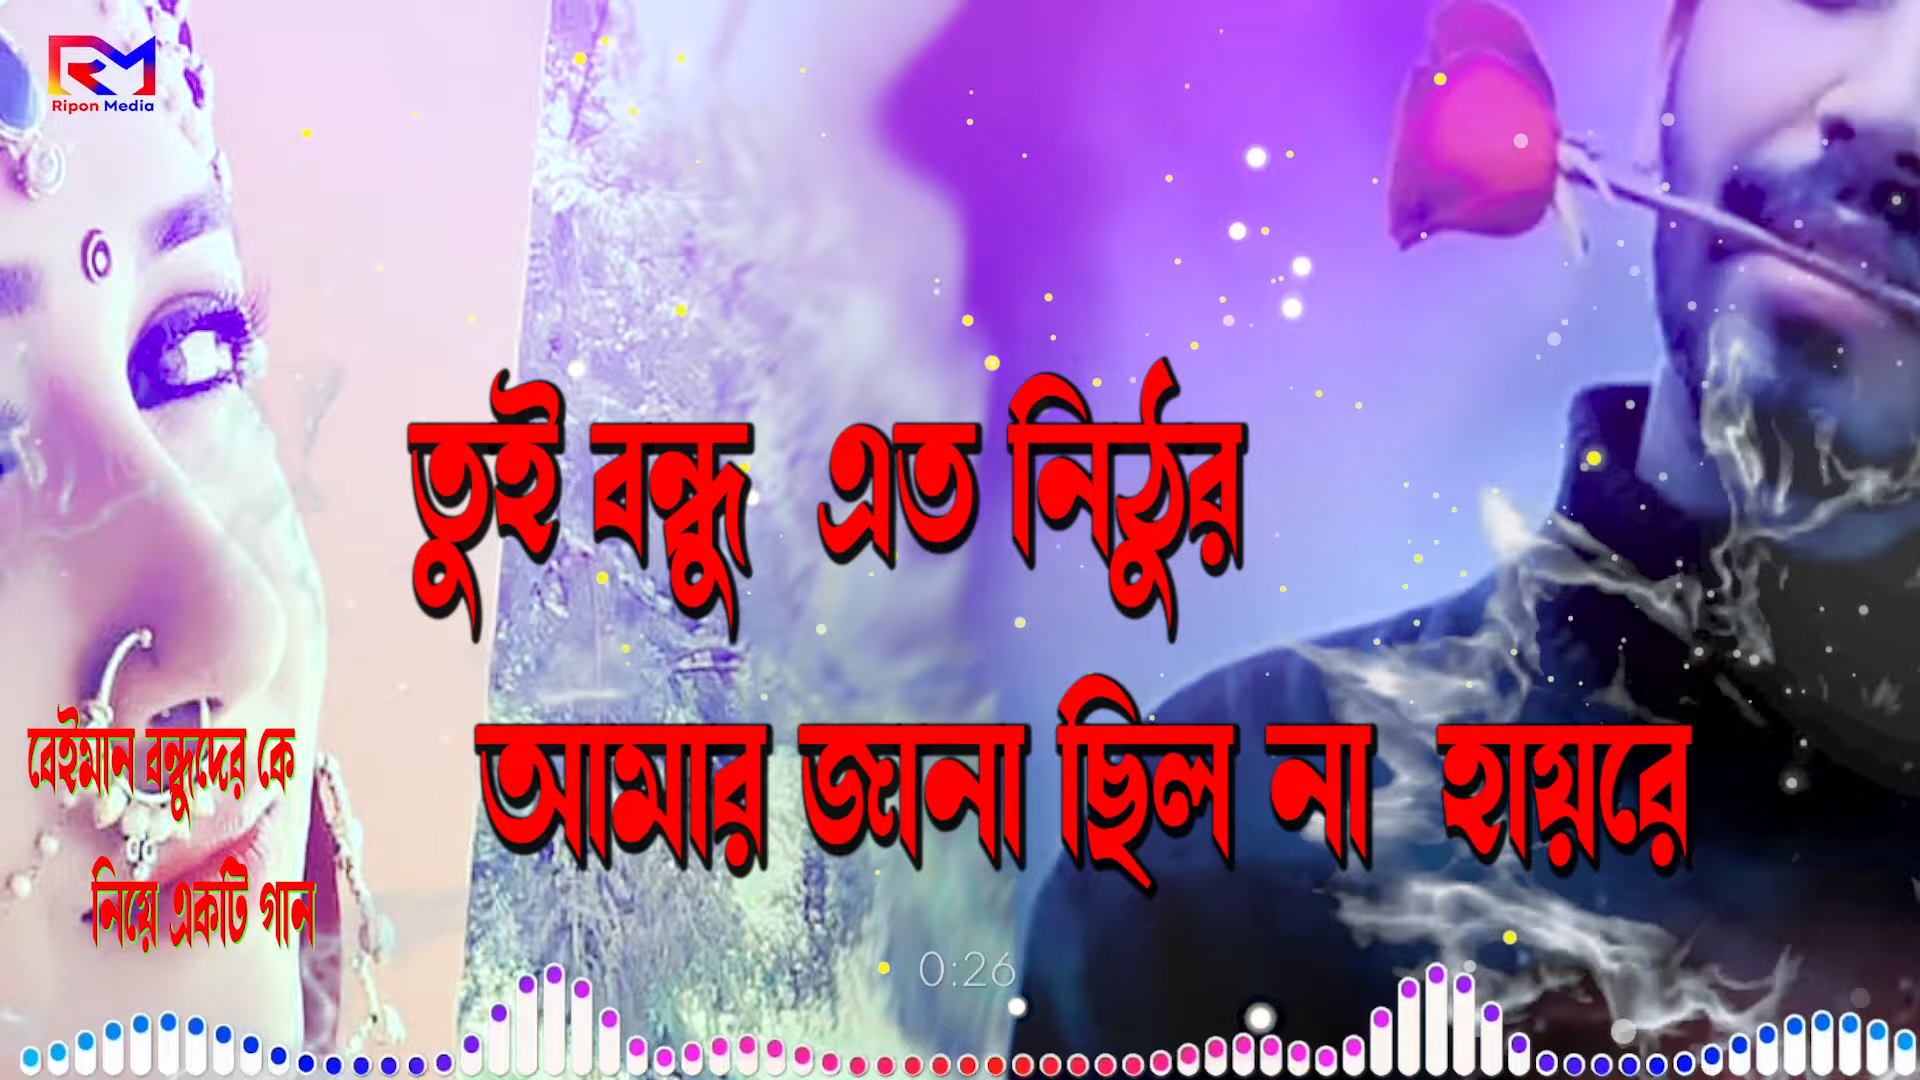 Ripon Media
তুই বন্ধু এত নিঠুর
আমার জানা ছিল না হায়রে
বেইমান বন্ধুদের কে
নিয়ে একটি গান
0:26